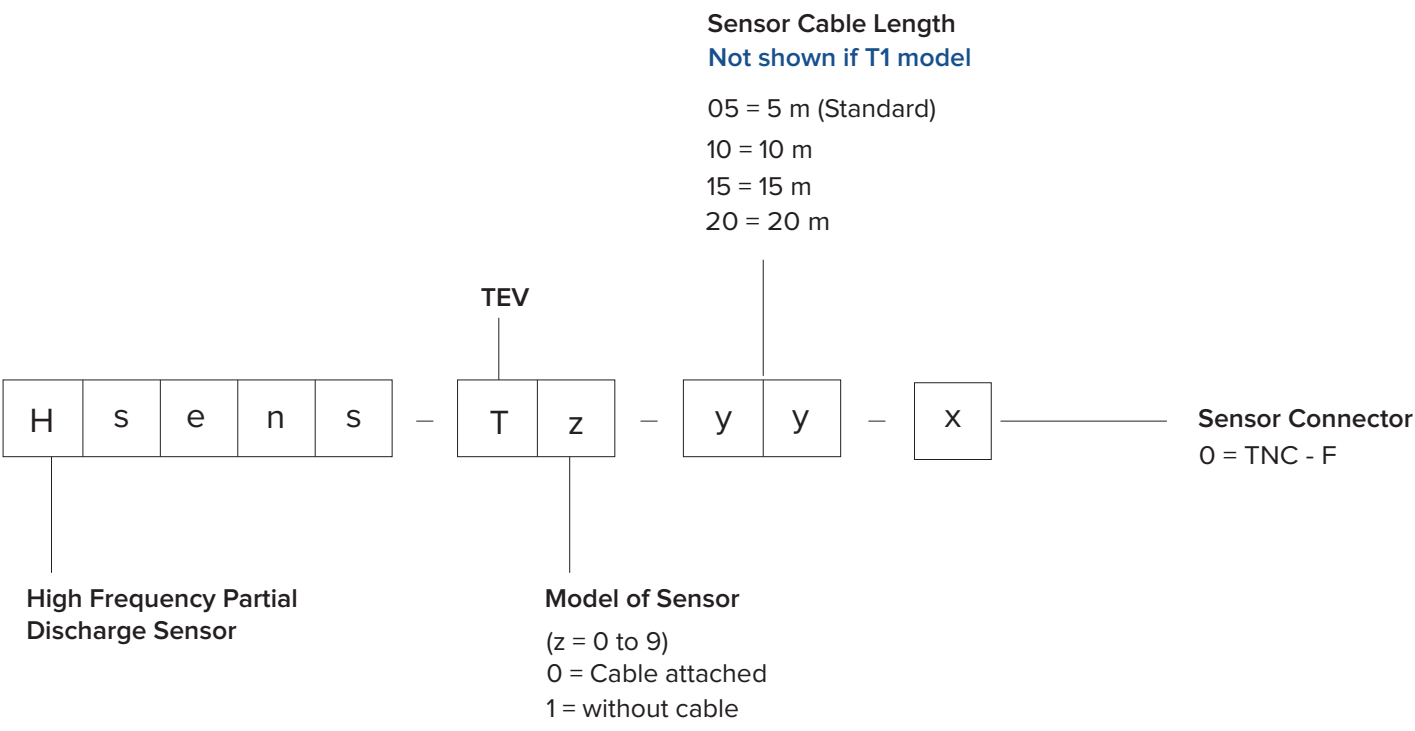 Sensor Cable Length
Not shown if T1 model
05 = 5 m (Standard)
10 = 10 m
15 = 15 m
20 = 20 m
TEV
H s e n s – T z – y y – x
Sensor Connector
0 = TNC - F
High Frequency Partial
Discharge Sensor
Model of Sensor
(z = 0 to 9)
0 = Cable attached
1 = without cable